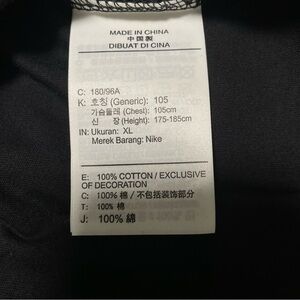 MADE IN CHINA
中国製
DIBUAT DI CINA
C: 180/96A
K: 호칭 (Generic): 105
가슴둘레 (Chest): 105cm
신 장 (Height): 175-185cm
IN: Ukuran: XL
Merek Barang: Nike
E: 100% COTTON / EXCLUSIVE
OF DECORATION
C: 100% 棉 / 不包括装饰部分
T: 100% 棉
J: 100% 綿